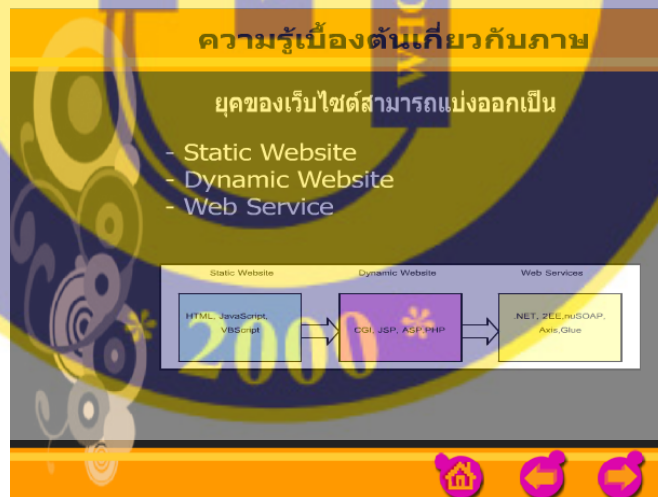 ความรู้เบื้องต้นเกี่ยวกับภาษ
ยุคของเว็บไซต์สามารถแบ่งออกเป็น
- Static Website
- Dynamic Website
- Web Service
Static Website Dynamic Website Web Services
HTML, JavaScript, VBScript
CGI, JSP, ASP,PHP
.NET, 2EE,nuSOAP, Axis,Glue
* 2000 *
WHO